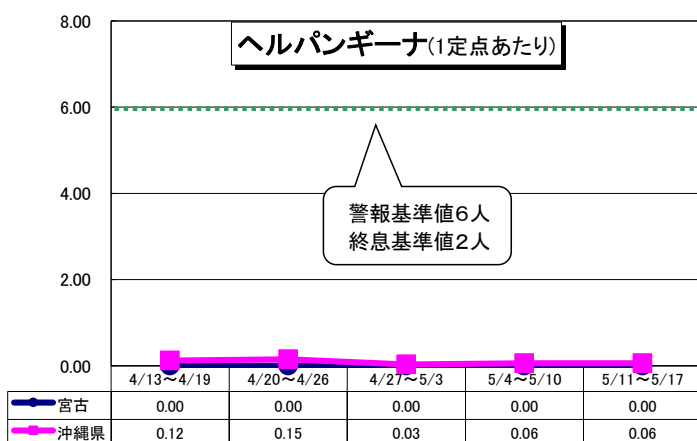 ヘルパンギーナ(1定点あたり)
8.00
6.00
4.00
2.00
0.00
警報基準値6人
終息基準値2人
4/13～4/19 4/20～4/26 4/27～5/3 5/4～5/10 5/11～5/17
宮古 0.00 0.00 0.00 0.00 0.00
沖縄県 0.12 0.15 0.03 0.06 0.06